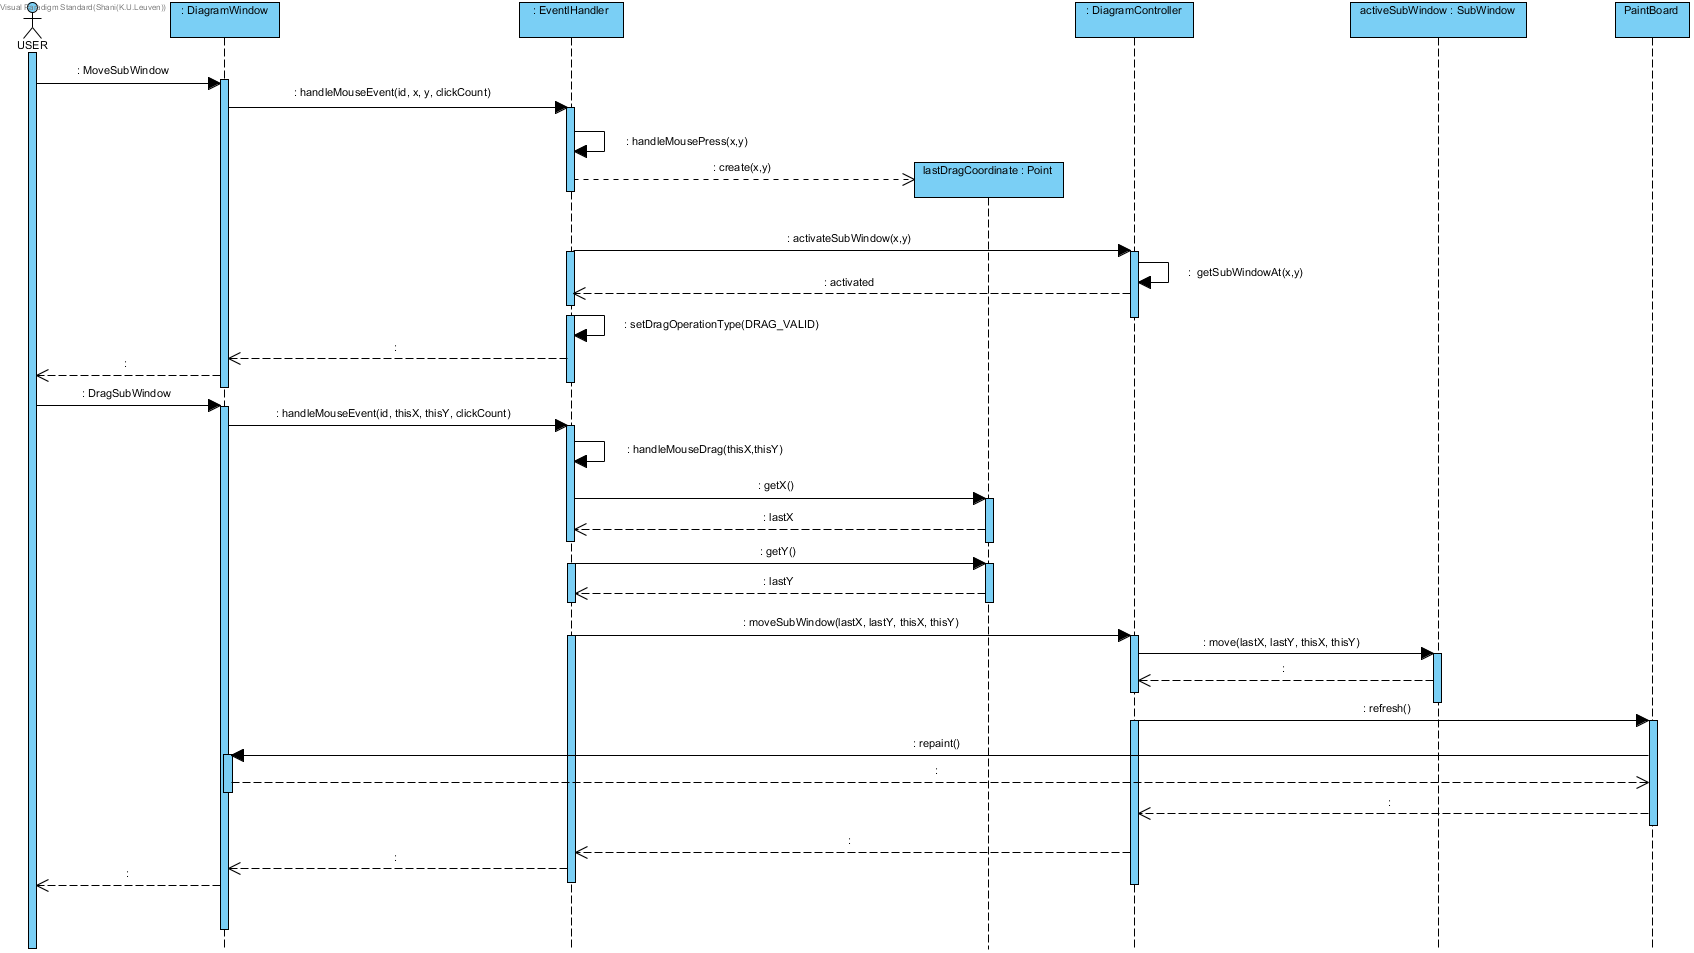 Visual Paradigm Standard(Shani(K.U.Leuven))
USER
: DiagramWindow
: EventHandler
: DiagramController
activeSubWindow : SubWindow
PaintBoard
: MoveSubWindow
: handleMouseEvent(id, x, y, clickCount)
: handleMousePress(x,y)
: create(x,y)
lastDragCoordinate : Point
: activateSubWindow(x,y)
: getSubWindowAt(x,y)
: activated
: setDragOperationType(DRAG_VALID)
:
:
: DragSubWindow
: handleMouseEvent(id, thisX, thisY, clickCount)
: handleMouseDrag(thisX,thisY)
: getX()
: lastX
: getY()
: lastY
: moveSubWindow(lastX, lastY, thisX, thisY)
: move(lastX, lastY, thisX, thisY)
:
: refresh()
: repaint()
:
:
:
:
: